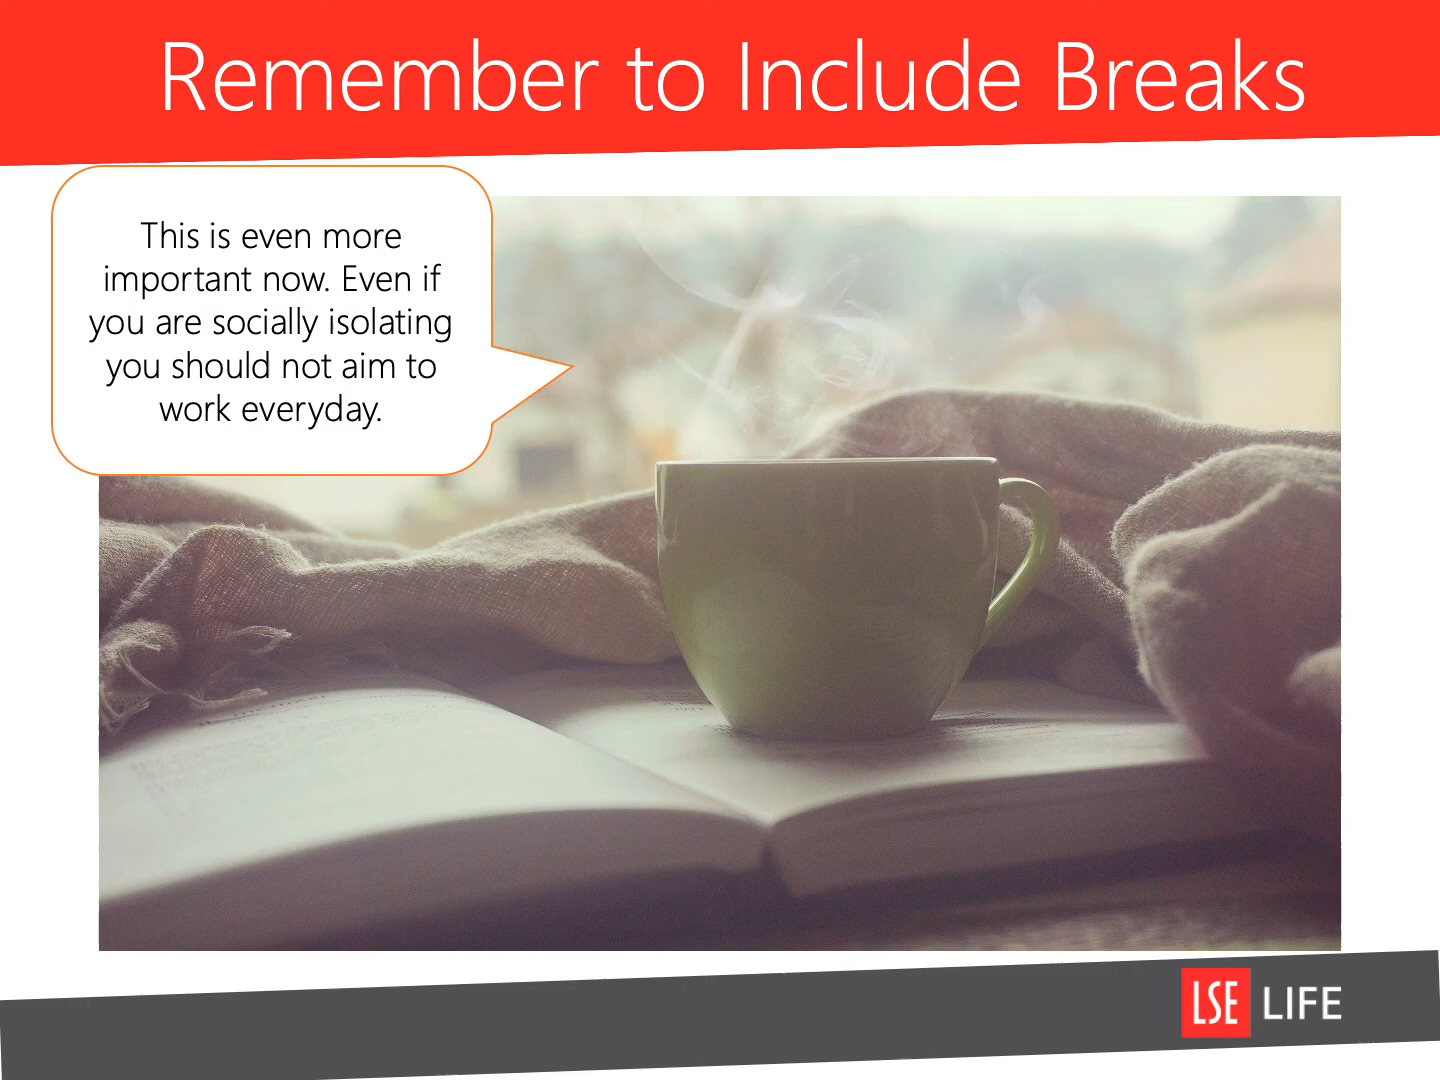 Remember to Include Breaks
This is even more
important now. Even if
you are socially isolating
you should not aim to
work everyday.
LSE LIFE